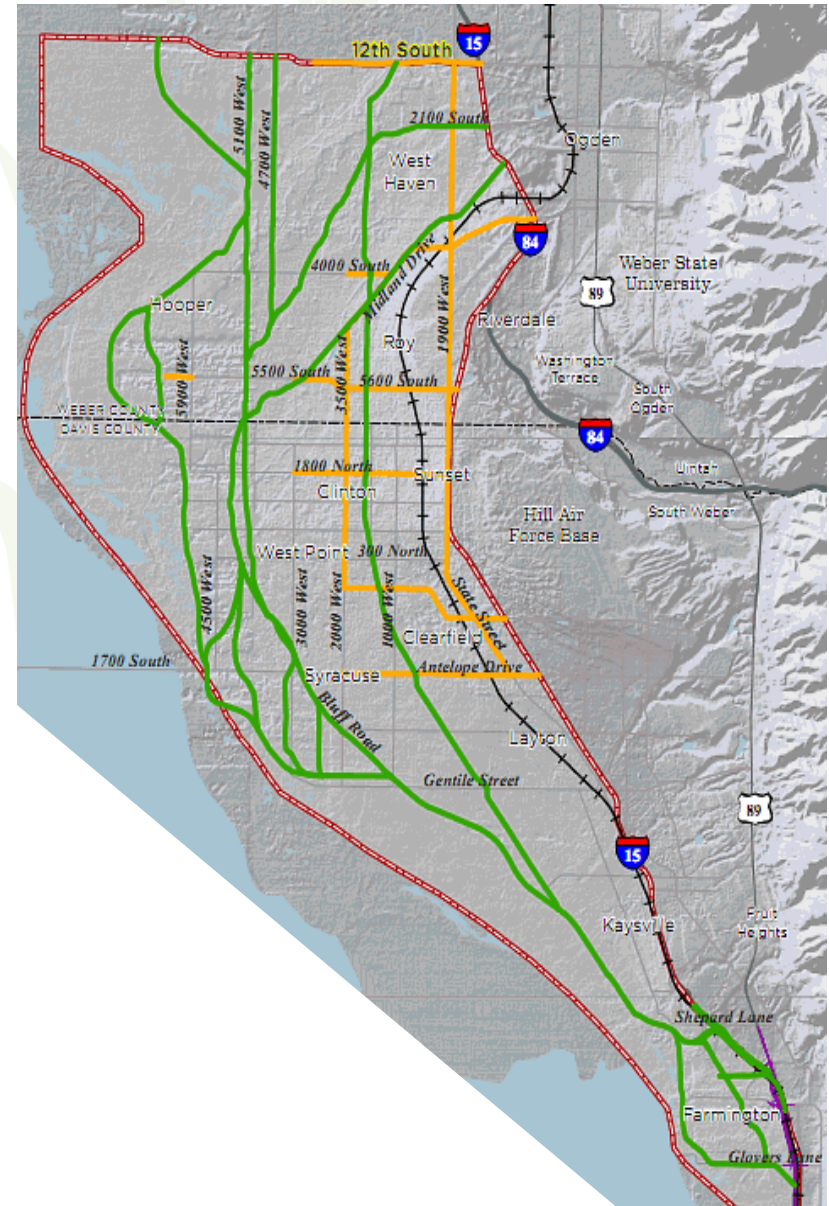 15
12th South
5100 West
4700 West
2100 South
Ogden
West
Haven
84
4000 South
Midland Drive
Weber State
University
89
Hooper
1900 West
Riverdale
Roy
3500 West
5900 West
5500 South
5600 South
Washington
Terrace
South
Ogden
WEBER COUNTY
DAVIS COUNTY
84
1800 North
Sunset
Clinton
Uintah
South Weber
Hill Air
Force Base
West Point
300 North
4500 West
3000 West
2000 West
1000 West
State Street
Clearfield
1700 South
Syracuse
Antelope Drive
Bluff Road
Layton
Gentile Street
89
15
Kaysville
Fruit
Heights
Shepard Lane
Farmington
Glovers Lane